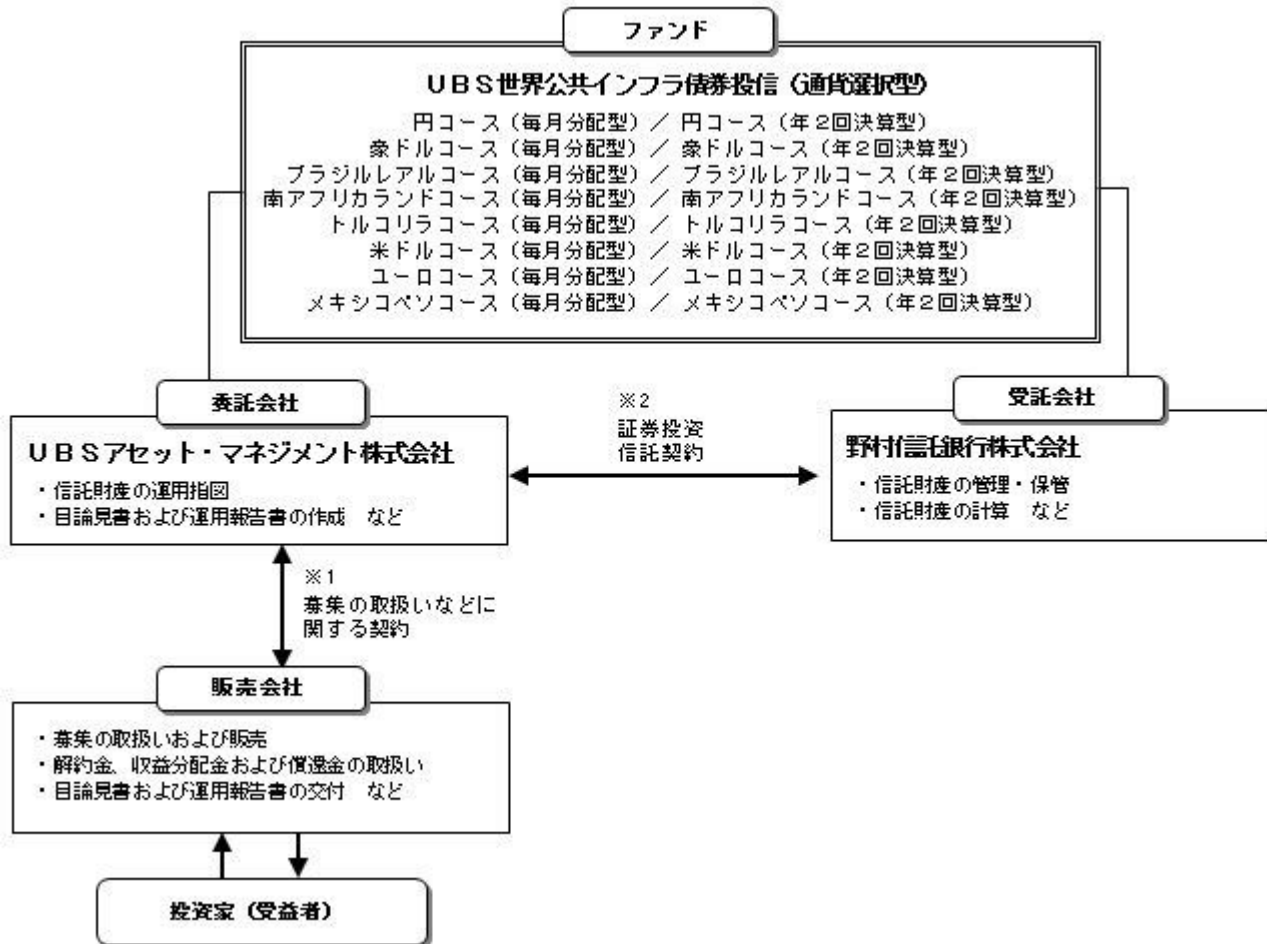 ファンド
UBS世界公共インフラ債券投信（通貨選択型）
円コース（毎月分配型）／ 円コース（年２回決算型）
豪ドルコース（毎月分配型）／ 豪ドルコース（年２回決算型）
ブラジルレアルコース（毎月分配型）／ ブラジルレアルコース（年２回決算型）
南アフリカランドコース（毎月分配型）／ 南アフリカランドコース（年２回決算型）
トルコリラコース（毎月分配型）／ トルコリラコース（年２回決算型）
米ドルコース（毎月分配型）／ 米ドルコース（年２回決算型）
ユーロコース（毎月分配型）／ ユーロコース（年２回決算型）
メキシコペソコース（毎月分配型）／ メキシコペソコース（年２回決算型）
委託会社
UBSアセット・マネジメント株式会社
・信託財産の運用指図
・目論見書および運用報告書の作成　など
※２
証券投資
信託契約
受託会社
野村信託銀行株式会社
・信託財産の管理・保管
・信託財産の計算　など
※１
募集の取扱いなどに
関する契約
販売会社
・募集の取扱いおよび販売
・解約金、収益分配金および償還金の取扱い
・目論見書および運用報告書の交付　など
投資家（受益者）